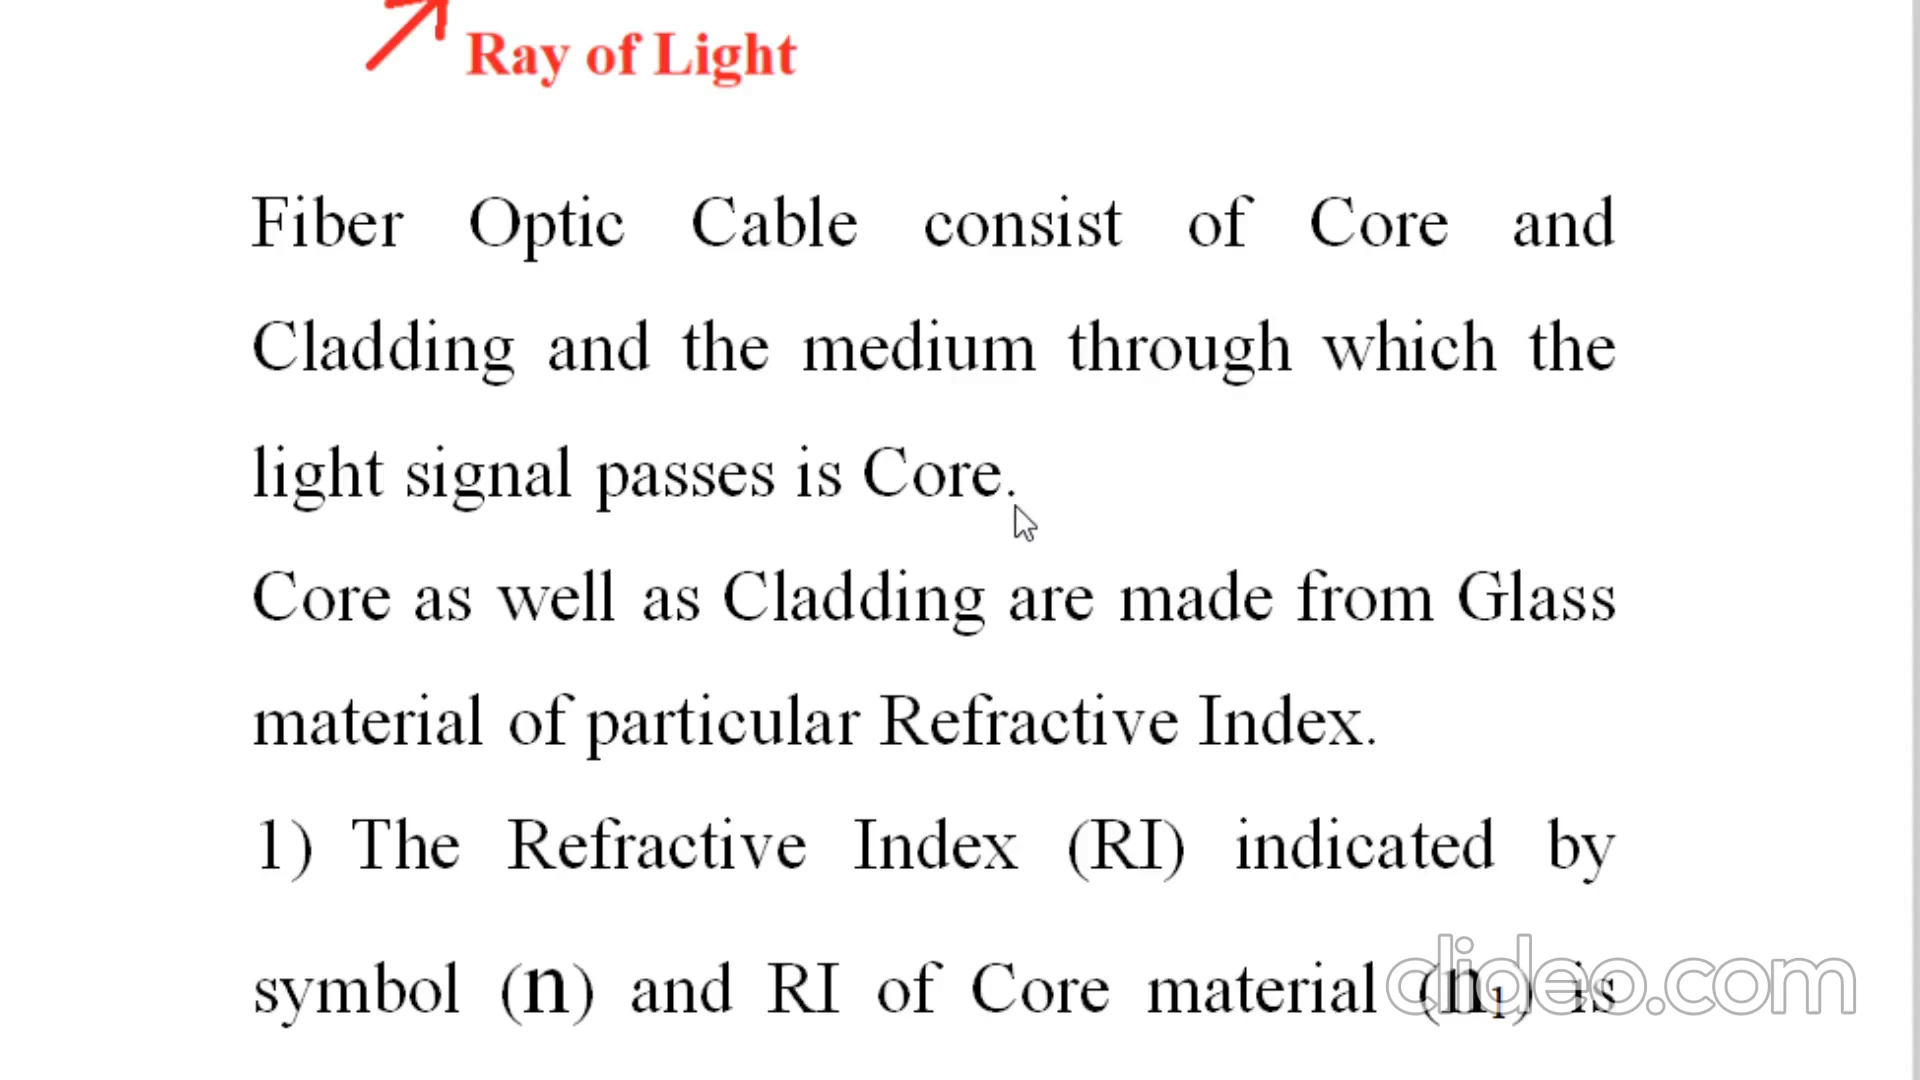 Ray of Light
Fiber Optic Cable consist of Core and
Cladding and the medium through which the
light signal passes is Core.
Core as well as Cladding are made from Glass
material of particular Refractive Index.
1) The Refractive Index (RI) indicated by
symbol (n) and RI of Core material (n₁) is
clideo.com